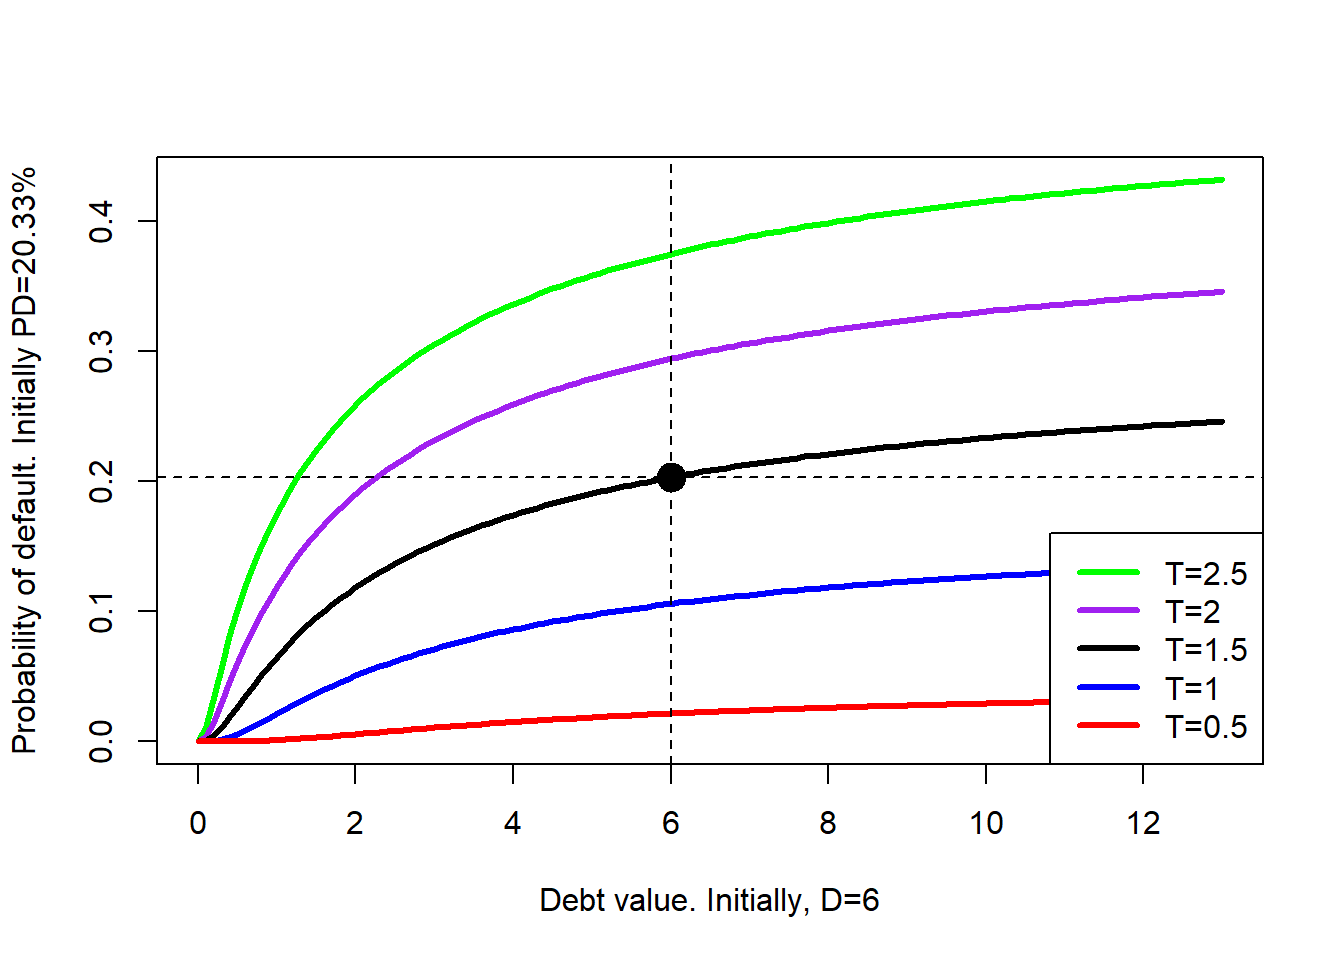 Probability of default. Initially PD=20.33%
0.4
0.3
0.2
0.1
0.0
T=2.5
T=2
T=1.5
T=1
T=0.5
0 2 4 6 8 10 12
Debt value. Initially, D=6